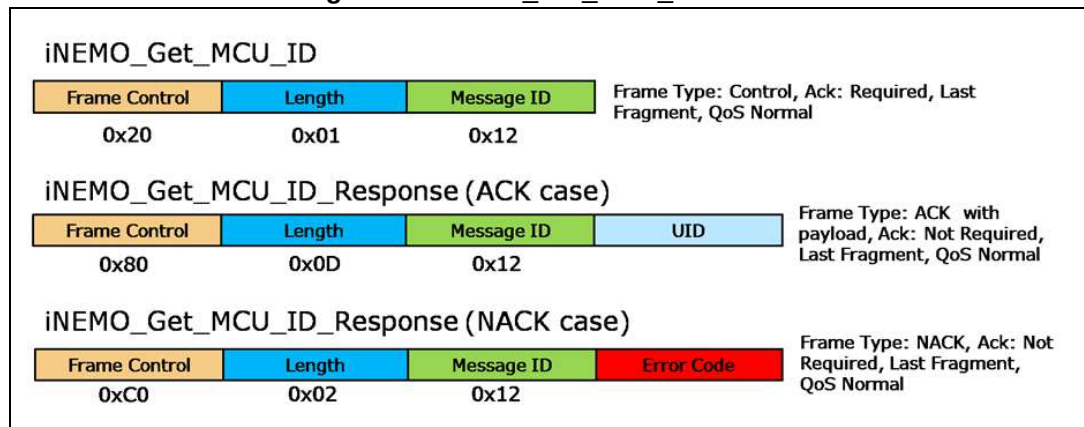 iNEMO_Get_MCU_ID
Frame Control Length Message ID
0x20 0x01 0x12
Frame Type: Control, Ack: Required, Last
Fragment, QoS Normal
iNEMO_Get_MCU_ID_Response (ACK case)
Frame Control Length Message ID UID
0x80 0x0D 0x12
Frame Type: ACK with
payload, Ack: Not Required,
Last Fragment, QoS Normal
iNEMO_Get_MCU_ID_Response (NACK case)
Frame Control Length Message ID Error Code
0xC0 0x02 0x12
Frame Type: NACK, Ack: Not
Required, Last Fragment,
QoS Normal